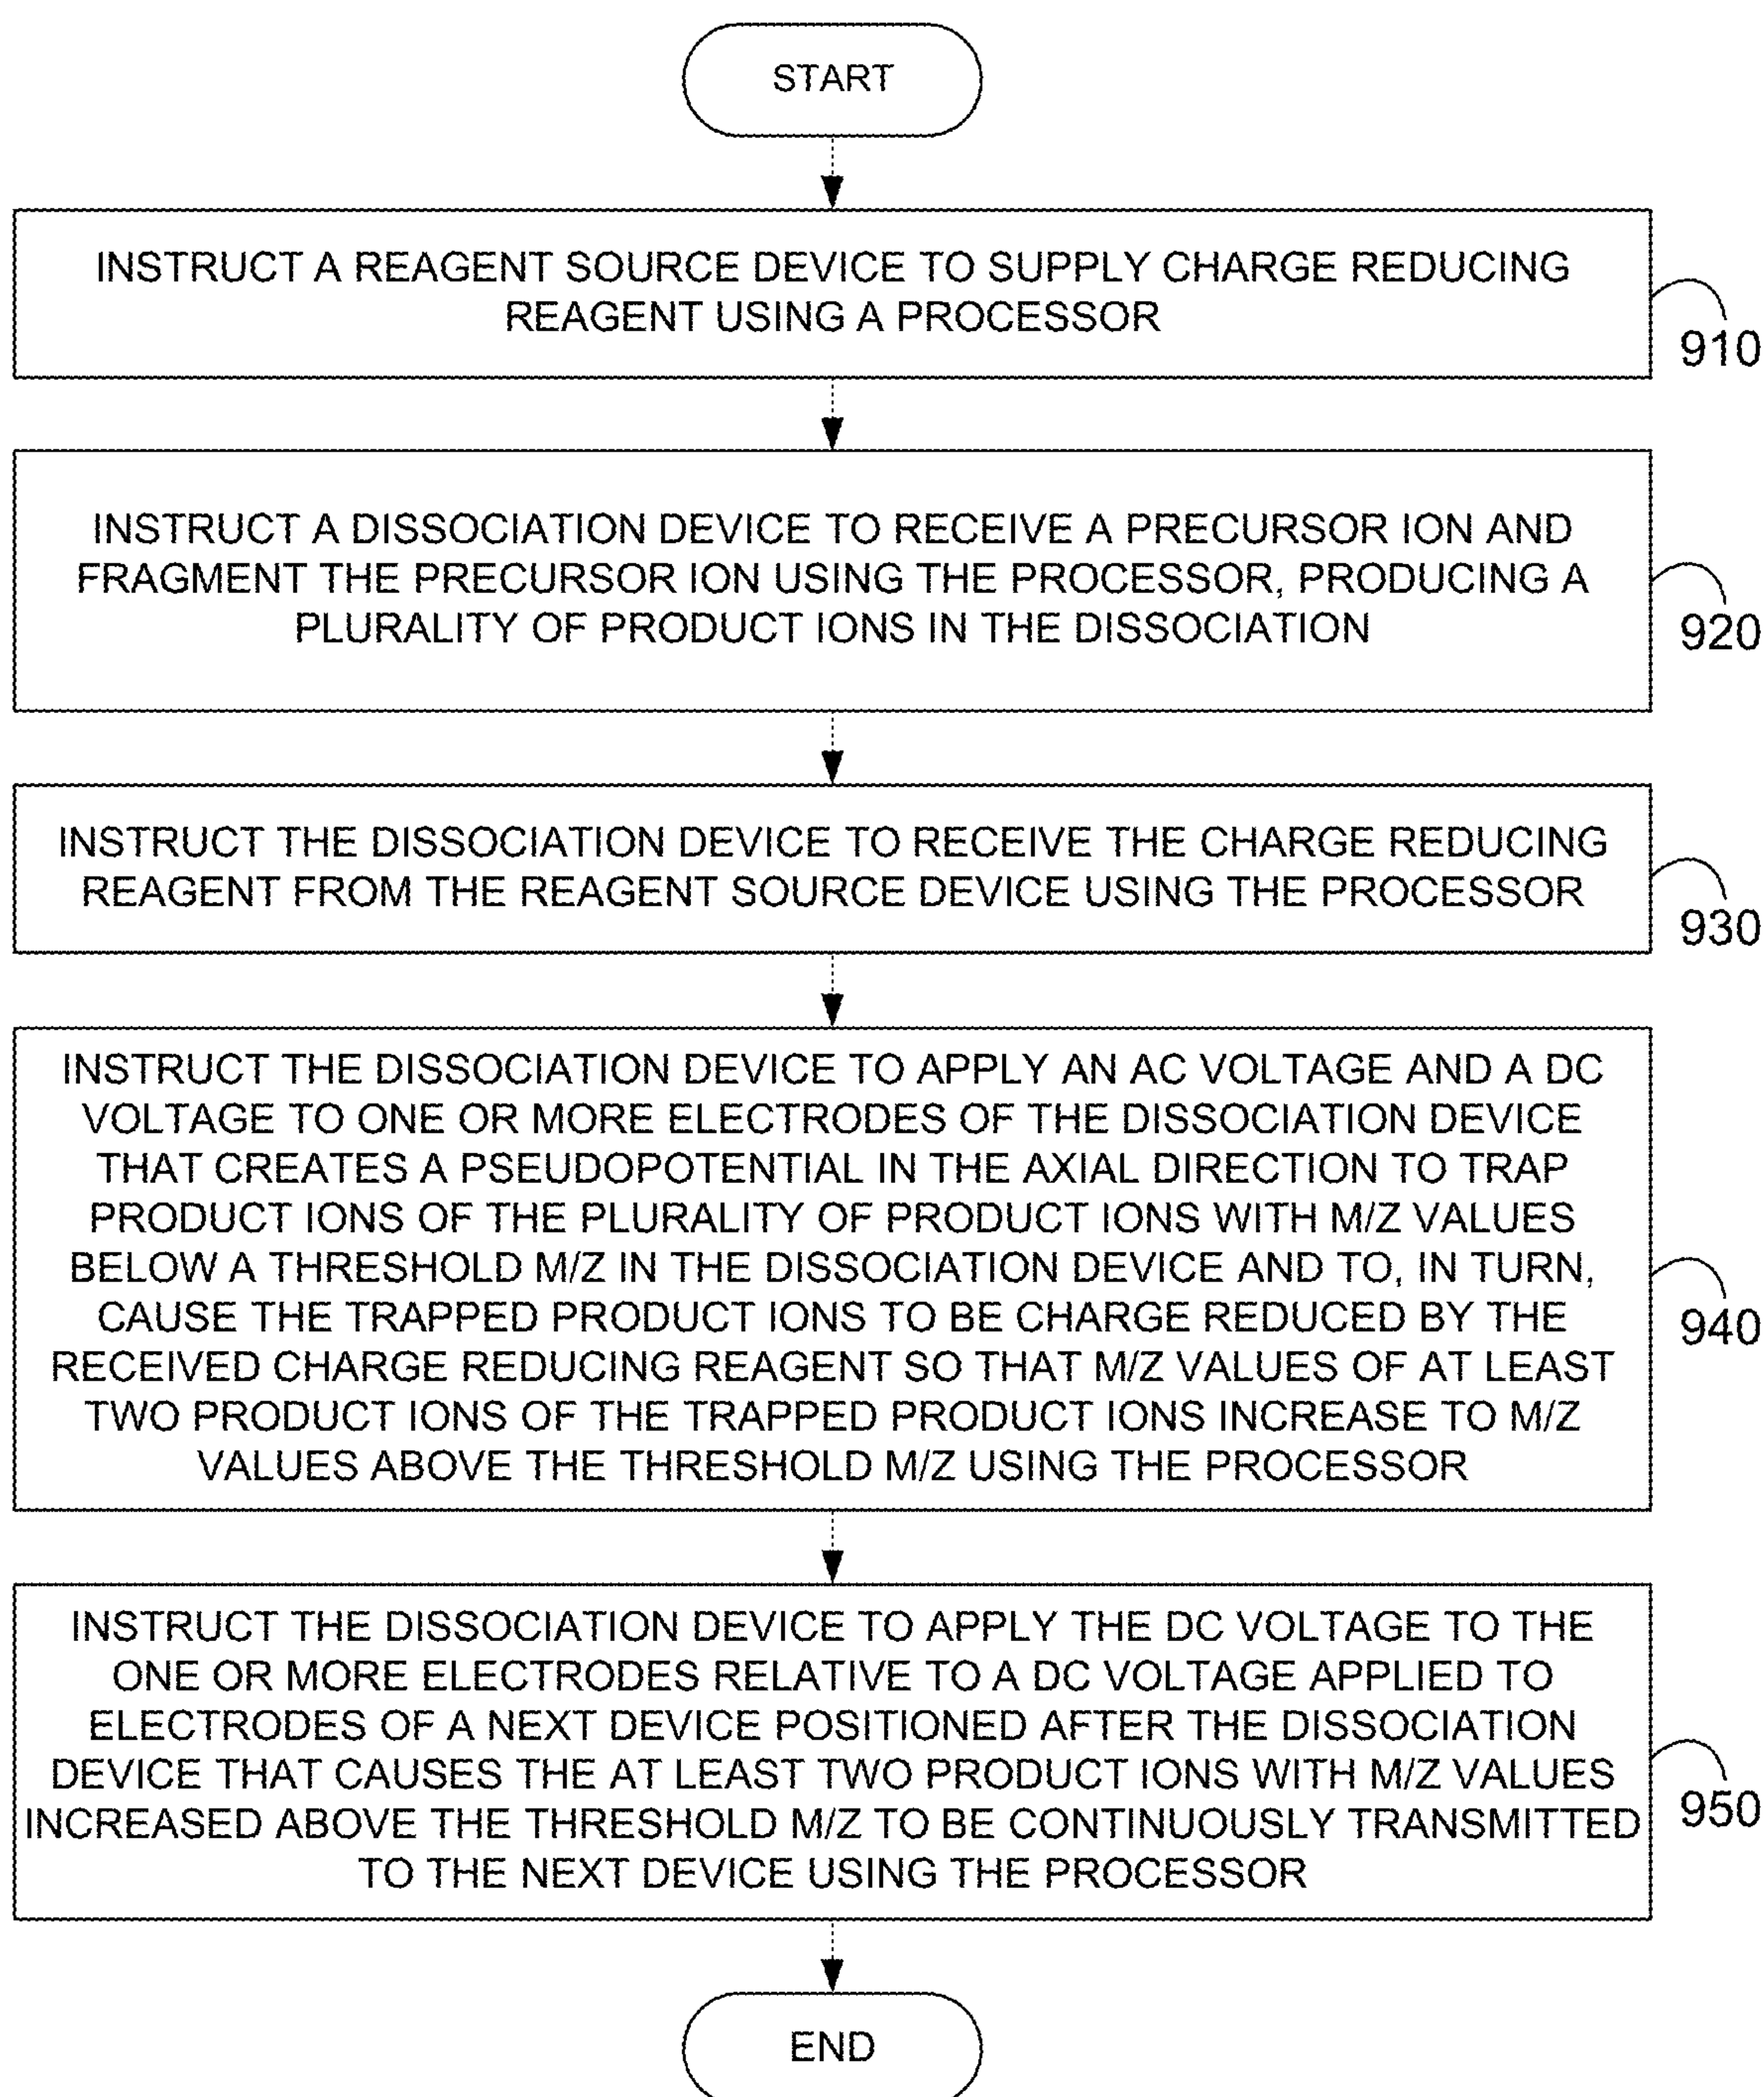 START
INSTRUCT A REAGENT SOURCE DEVICE TO SUPPLY CHARGE REDUCING
REAGENT USING A PROCESSOR
910
INSTRUCT A DISSOCIATION DEVICE TO RECEIVE A PRECURSOR ION AND
FRAGMENT THE PRECURSOR ION USING THE PROCESSOR, PRODUCING A
PLURALITY OF PRODUCT IONS IN THE DISSOCIATION
920
INSTRUCT THE DISSOCIATION DEVICE TO RECEIVE THE CHARGE REDUCING
REAGENT FROM THE REAGENT SOURCE DEVICE USING THE PROCESSOR
930
INSTRUCT THE DISSOCIATION DEVICE TO APPLY AN AC VOLTAGE AND A DC
VOLTAGE TO ONE OR MORE ELECTRODES OF THE DISSOCIATION DEVICE
THAT CREATES A PSEUDOPOTENTIAL IN THE AXIAL DIRECTION TO TRAP
PRODUCT IONS OF THE PLURALITY OF PRODUCT IONS WITH M/Z VALUES
BELOW A THRESHOLD M/Z IN THE DISSOCIATION DEVICE AND TO, IN TURN,
CAUSE THE TRAPPED PRODUCT IONS TO BE CHARGE REDUCED BY THE
RECEIVED CHARGE REDUCING REAGENT SO THAT M/Z VALUES OF AT LEAST
TWO PRODUCT IONS OF THE TRAPPED PRODUCT IONS INCREASE TO M/Z
VALUES ABOVE THE THRESHOLD M/Z USING THE PROCESSOR
940
INSTRUCT THE DISSOCIATION DEVICE TO APPLY THE DC VOLTAGE TO THE
ONE OR MORE ELECTRODES RELATIVE TO A DC VOLTAGE APPLIED TO
ELECTRODES OF A NEXT DEVICE POSITIONED AFTER THE DISSOCIATION
DEVICE THAT CAUSES THE AT LEAST TWO PRODUCT IONS WITH M/Z VALUES
INCREASED ABOVE THE THRESHOLD M/Z TO BE CONTINUOUSLY TRANSMITTED
TO THE NEXT DEVICE USING THE PROCESSOR
950
END